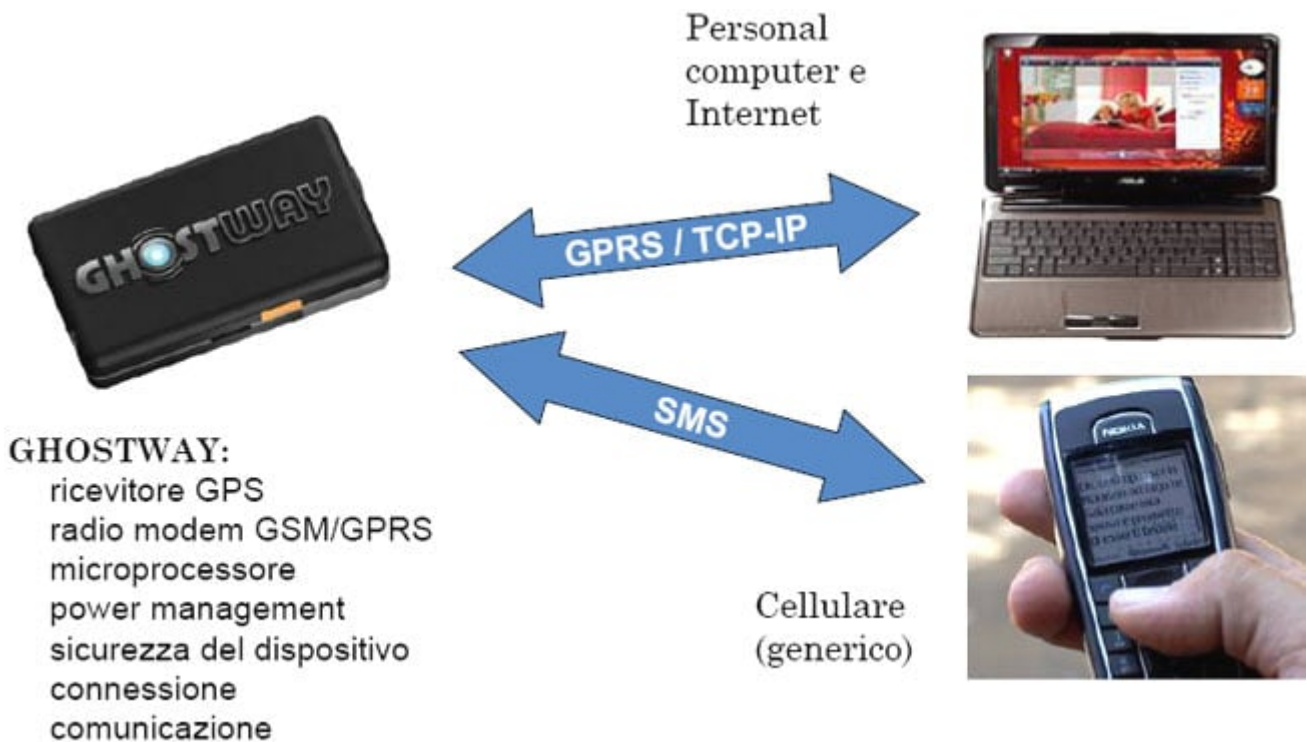 Personal
computer e
Internet
GHOSTWAY
GPRS / TCP-IP
ASUS
SMS
NOKIA
GHOSTWAY:
ricevitore GPS
radio modem GSM/GPRS
microprocessore
power management
sicurezza del dispositivo
connessione
comunicazione
Cellulare
(generico)